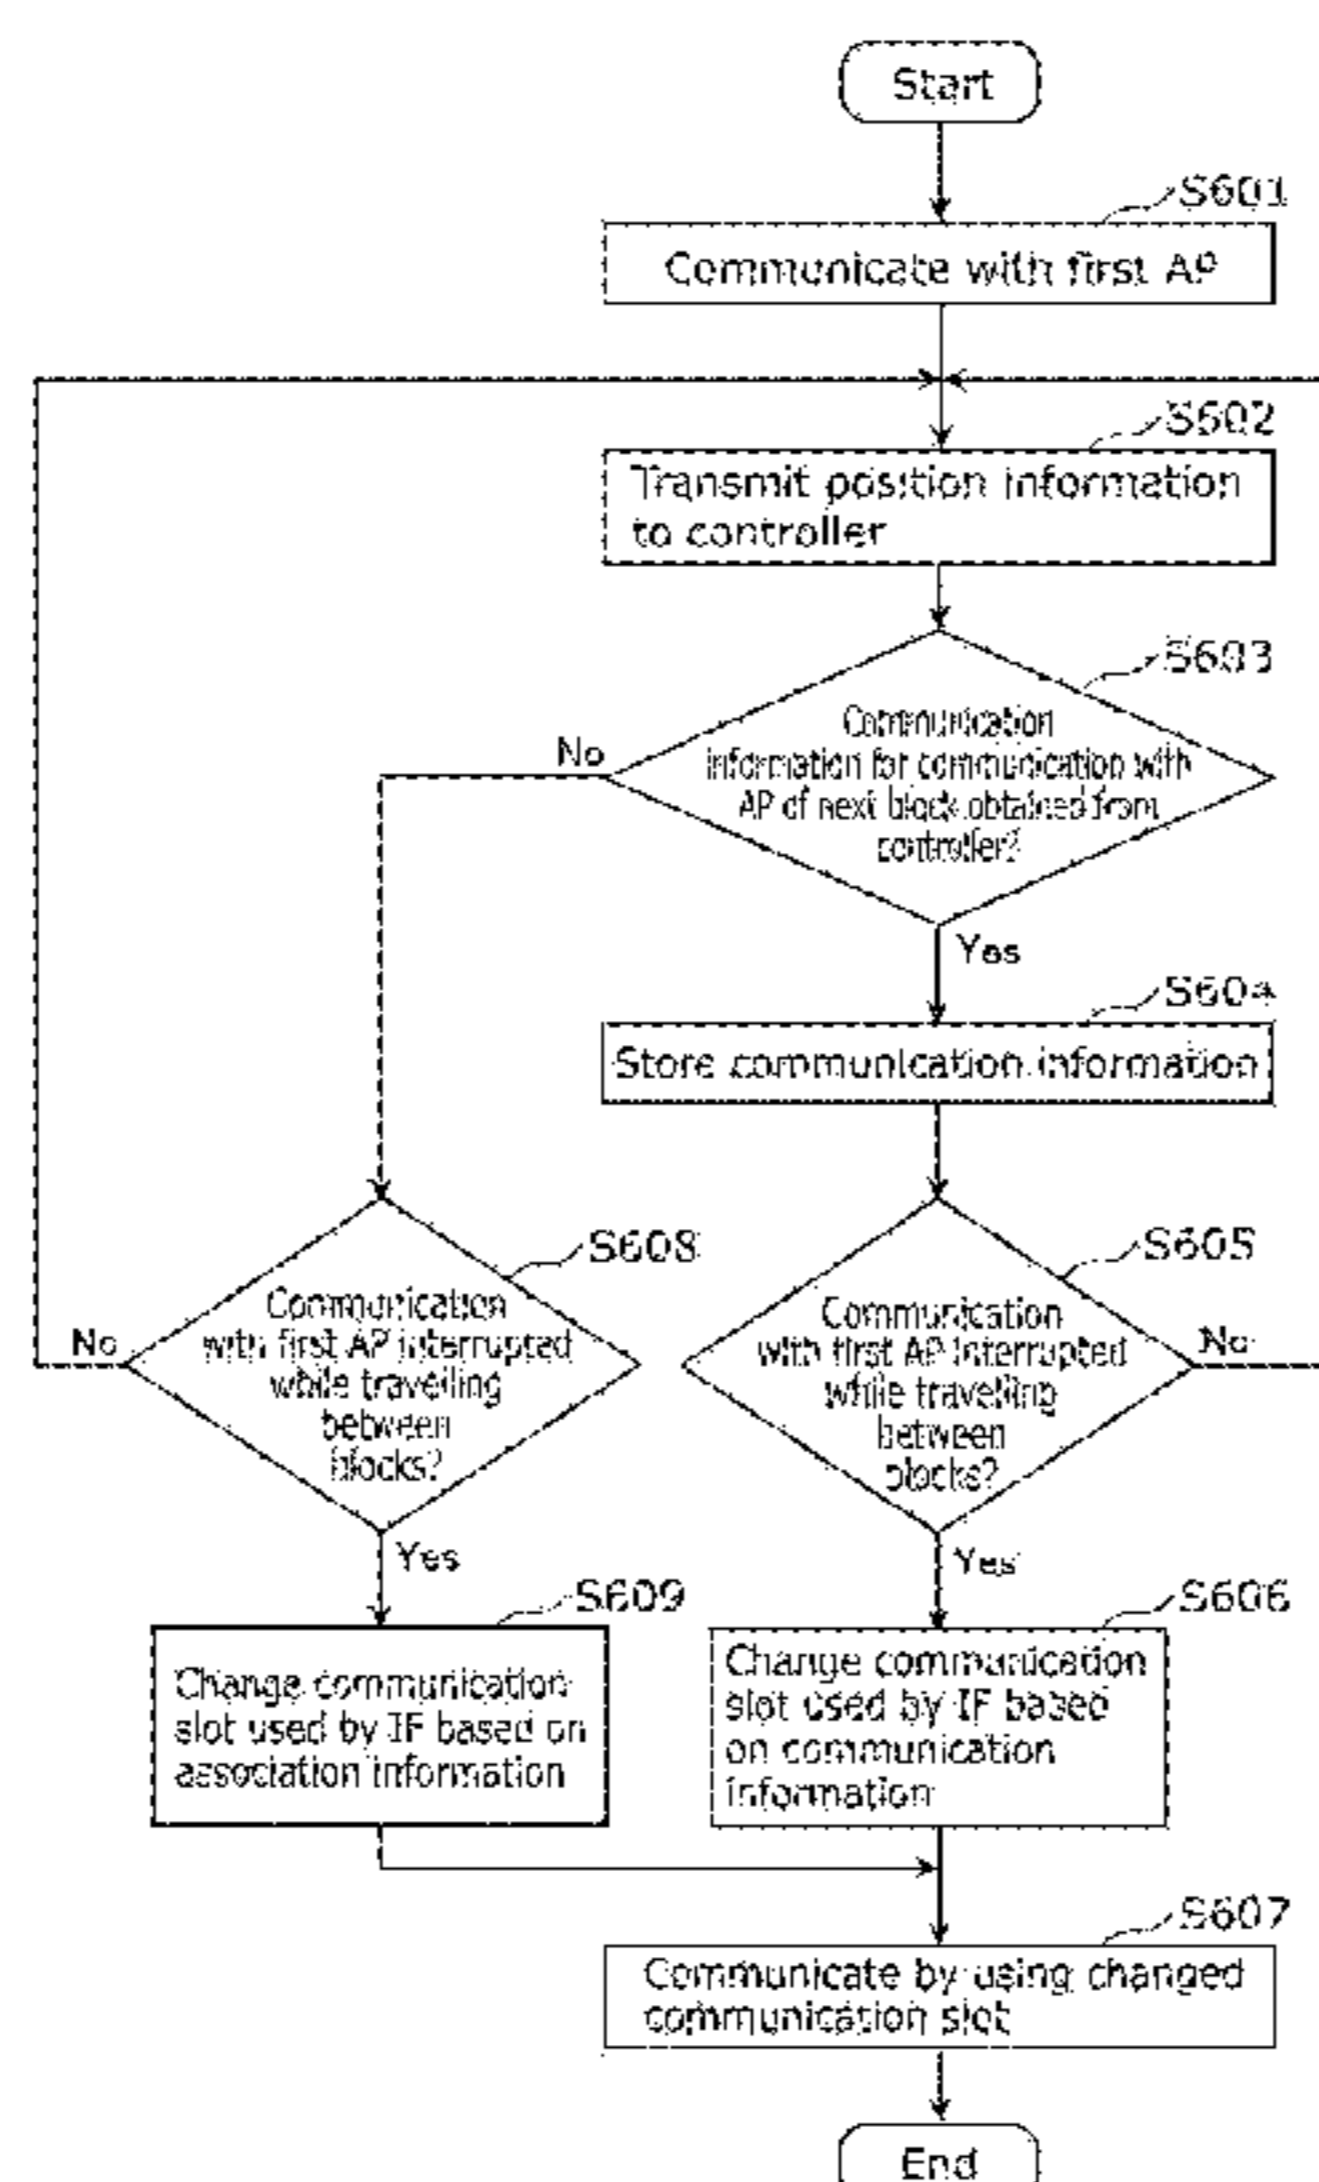 Start
S601
Communicate with first AP
S602
Transmit position information
to controller
S603
Communication
information for communication with
AP of next block obtained from
controller?
No
Yes
S604
Store communication information
S608
Communication
with first AP interrupted
while travelling
between
blocks?
No
Yes
S605
Communication
with first AP interrupted
while travelling
between
blocks?
No
Yes
S609
Change communication
slot used by IF based on
association information
S606
Change communication
slot used by IF based
on communication
information
S607
Communicate by using changed
communication slot
End